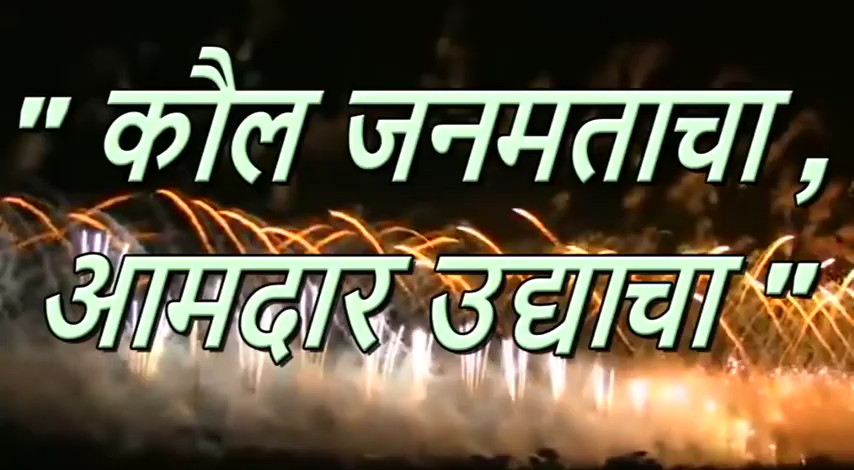 " कौल जनमताचा ,
आमदार उद्याचा "